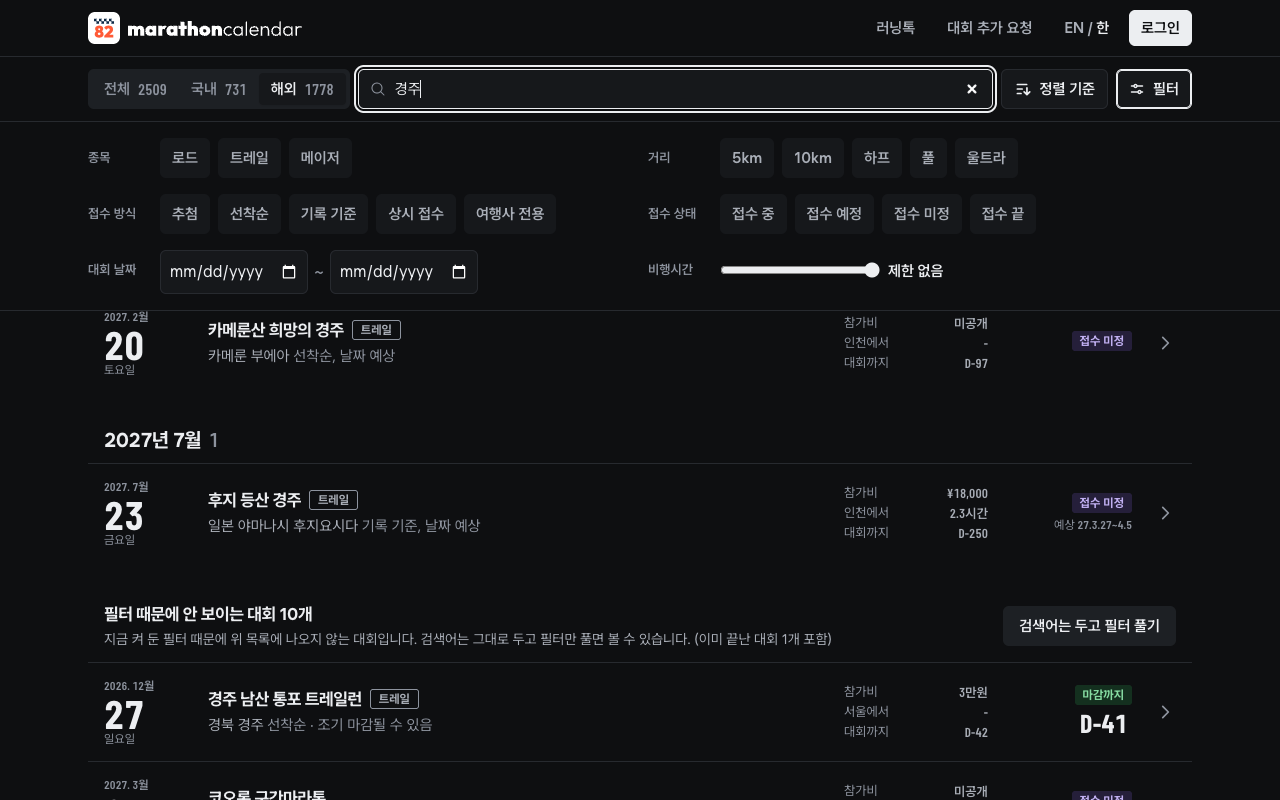 82 marathoncalendar
러닝톡 대회 추가 요청 EN / 한 로그인
전체 2509 국내 731 해외 1778 경주 정렬 기준 필터
종목 로드 트레일 메이저 거리 5km 10km 하프 풀 울트라
접수 방식 추첨 선착순 기록 기준 상시 접수 여행사 전용 접수 상태 접수 중 접수 예정 접수 미정 접수 끝
대회 날짜 mm/dd/yyyy ~ mm/dd/yyyy 비행시간 제한 없음
2027. 2월
20
토요일
카메룬산 희망의 경주 트레일
카메룬 부에아 선착순, 날짜 예상
참가비 미공개
인천에서 -
대회까지 D-97
접수 미정
2027년 7월 1
2027. 7월
23
금요일
후지 등산 경주 트레일
일본 야마나시 후지요시다 기록 기준, 날짜 예상
참가비 ¥18,000
인천에서 2.3시간
대회까지 D-250
접수 미정
예상 27.3.27~4.5
필터 때문에 안 보이는 대회 10개
지금 켜 둔 필터 때문에 위 목록에 나오지 않는 대회입니다. 검색어는 그대로 두고 필터만 풀면 볼 수 있습니다. (이미 끝난 대회 1개 포함)
검색어는 두고 필터 풀기
2026. 12월
27
일요일
경주 남산 통포 트레일런 트레일
경북 경주 선착순 · 조기 마감될 수 있음
참가비 3만원
서울에서 -
대회까지 D-42
마감까지
D-41
2027. 3월
코오롱 구간마라톤
참가비 미공개
접수 미정